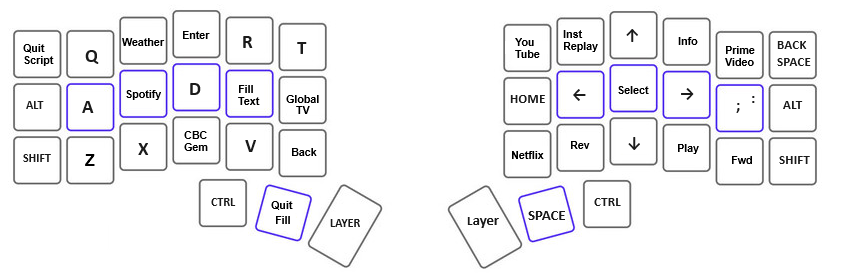 Quit
Script
Q
Weather
Enter
R
T
You
Tube
Inst
Replay
↑
Info
Prime
Video
BACK
SPACE
ALT
A
Spotify
D
Fill
Text
Global
TV
HOME
←
Select
→
; :
ALT
SHIFT
Z
X
CBC
Gem
V
Back
Netflix
Rev
↓
Play
Fwd
SHIFT
CTRL
Quit
Fill
LAYER
Layer
SPACE
CTRL